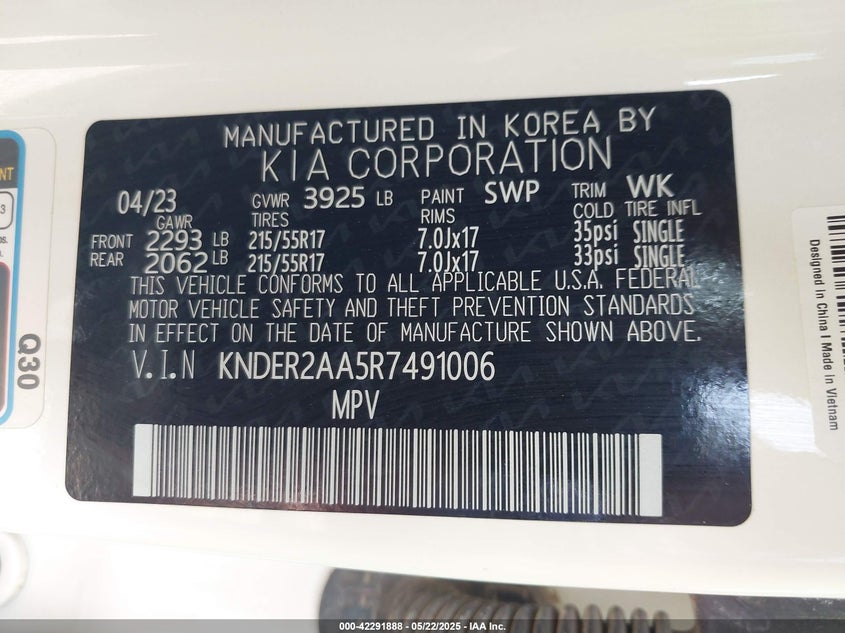 MANUFACTURED IN KOREA BY
KIA CORPORATION
04/23 GVWR 3925 LB PAINT SWP TRIM WK
GAWR TIRES RIMS COLD TIRE INFL
FRONT 2293 LB 215/55R17 7.0Jx17 35psi SINGLE
REAR 2062 LB 215/55R17 7.0Jx17 33psi SINGLE
THIS VEHICLE CONFORMS TO ALL APPLICABLE U.S.A. FEDERAL
MOTOR VEHICLE SAFETY AND THEFT PREVENTION STANDARDS
IN EFFECT ON THE DATE OF MANUFACTURE SHOWN ABOVE.
V.I.N KNDER2AA5R7491006
MPV
NT
3
Q30
Designed in China I Made in Vietnam
000-42291888 - 05/22/2025 - IAA Inc.